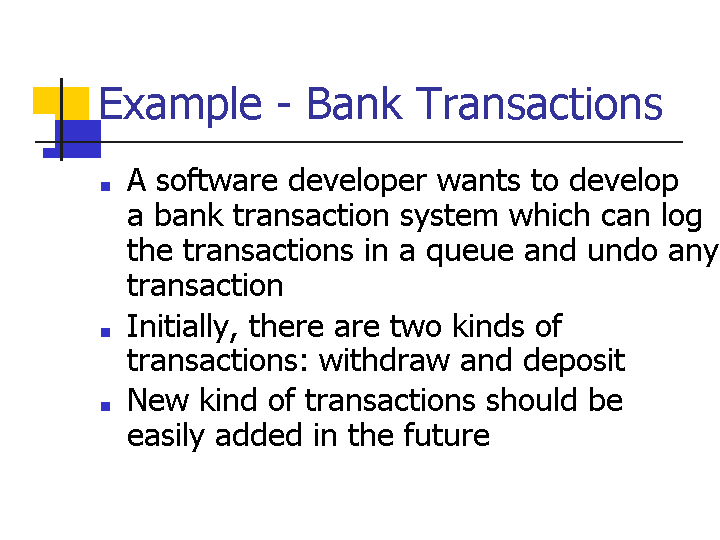 Example - Bank Transactions
A software developer wants to develop
a bank transaction system which can log
the transactions in a queue and undo any
transaction
Initially, there are two kinds of
transactions: withdraw and deposit
New kind of transactions should be
easily added in the future